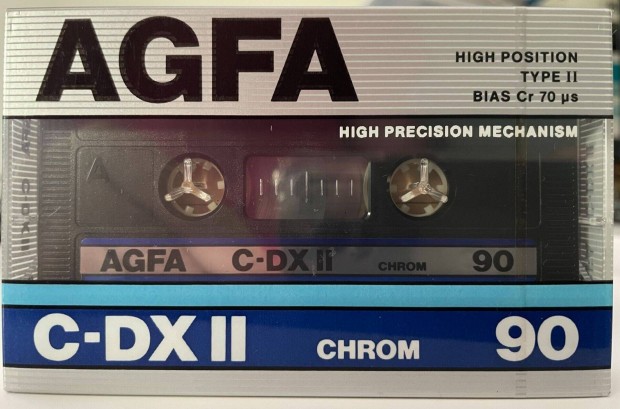 AGFA
HIGH POSITION
TYPE II
BIAS Cr 70 µs
HIGH PRECISION MECHANISM
A
AGFA C-DX II CHROM 90
C-DX II CHROM 90